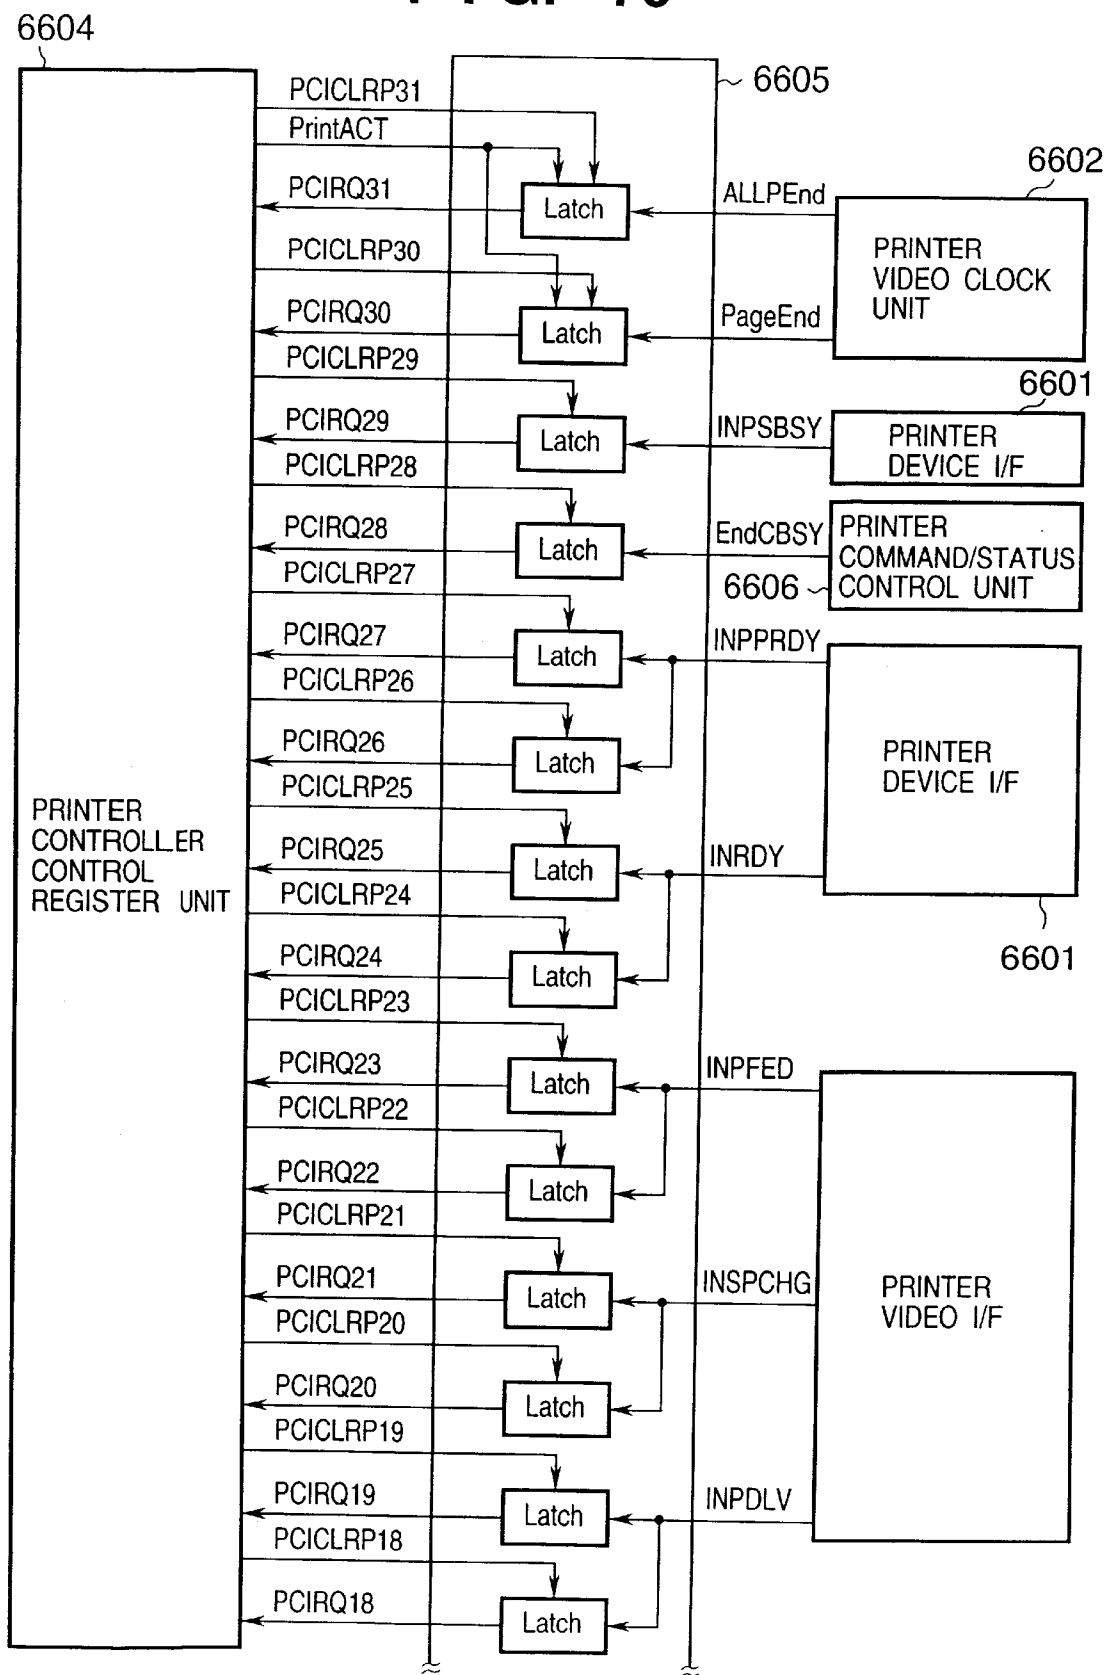 6604
6605
PCICLRP31
PrintACT
PCIRQ31
Latch
ALLPEnd
6602
PRINTER
VIDEO CLOCK
UNIT
PCICLRP30
PCIRQ30
Latch
PageEnd
PCICLRP29
6601
PCIRQ29
Latch
INPSBSY
PRINTER
DEVICE I/F
PCICLRP28
PCIRQ28
Latch
EndCBSY
PRINTER
COMMAND/STATUS
CONTROL UNIT
6606
PCICLRP27
PCIRQ27
Latch
INPPRDY
PCICLRP26
PCIRQ26
Latch
PRINTER
DEVICE I/F
PCICLRP25
PRINTER
CONTROLLER
CONTROL
REGISTER UNIT
PCIRQ25
Latch
INRDY
PCICLRP24
6601
PCIRQ24
Latch
PCICLRP23
PCIRQ23
Latch
INPFED
PCICLRP22
PCIRQ22
Latch
PCICLRP21
PCIRQ21
Latch
INSPCHG
PRINTER
VIDEO I/F
PCICLRP20
PCIRQ20
Latch
PCICLRP19
PCIRQ19
Latch
INPDLV
PCICLRP18
PCIRQ18
Latch